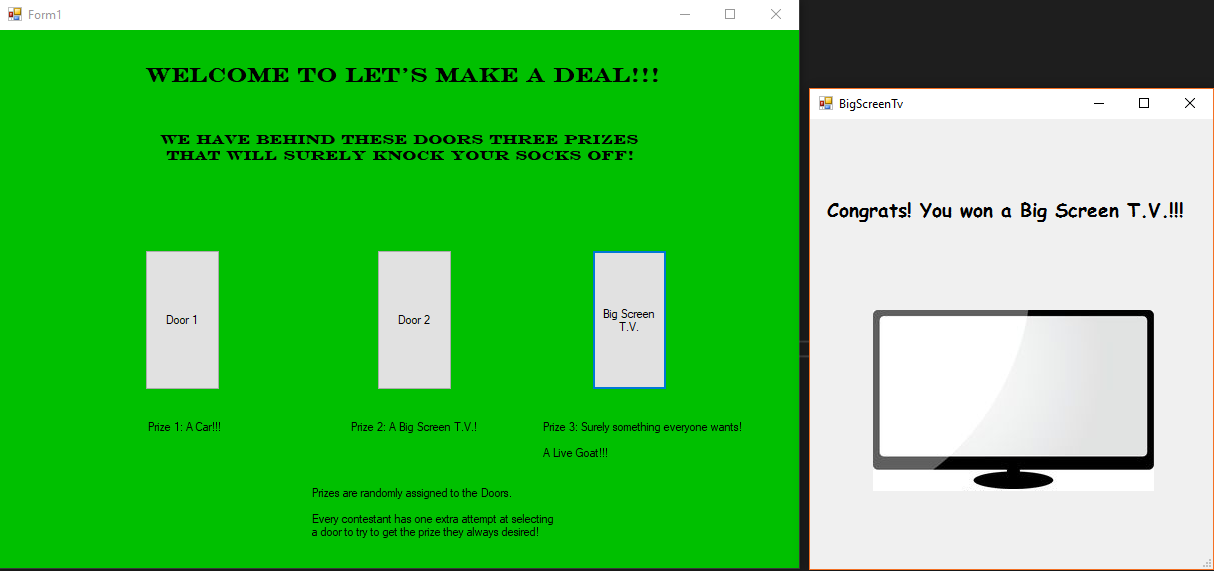 Form1
WELCOME TO LET'S MAKE A DEAL!!!
WE HAVE BEHIND THESE DOORS THREE PRIZES
THAT WILL SURELY KNOCK YOUR SOCKS OFF!
Door 1
Door 2
Big Screen
T.V.
Prize 1: A Car!!!
Prize 2: A Big Screen T.V.!
Prize 3: Surely something everyone wants!
A Live Goat!!!
Prizes are randomly assigned to the Doors.
Every contestant has one extra attempt at selecting
a door to try to get the prize they always desired!
BigScreenTv
Congrats! You won a Big Screen T.V.!!!